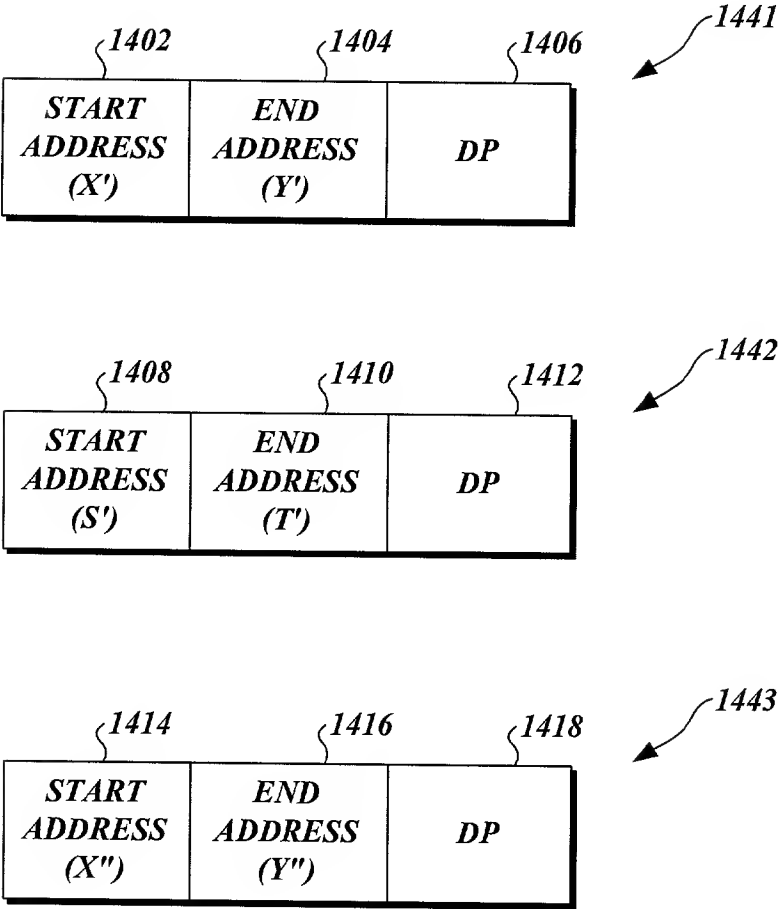 1441
1402 1404 1406
START ADDRESS (X')
END ADDRESS (Y')
DP
1442
1408 1410 1412
START ADDRESS (S')
END ADDRESS (T')
DP
1443
1414 1416 1418
START ADDRESS (X")
END ADDRESS (Y")
DP